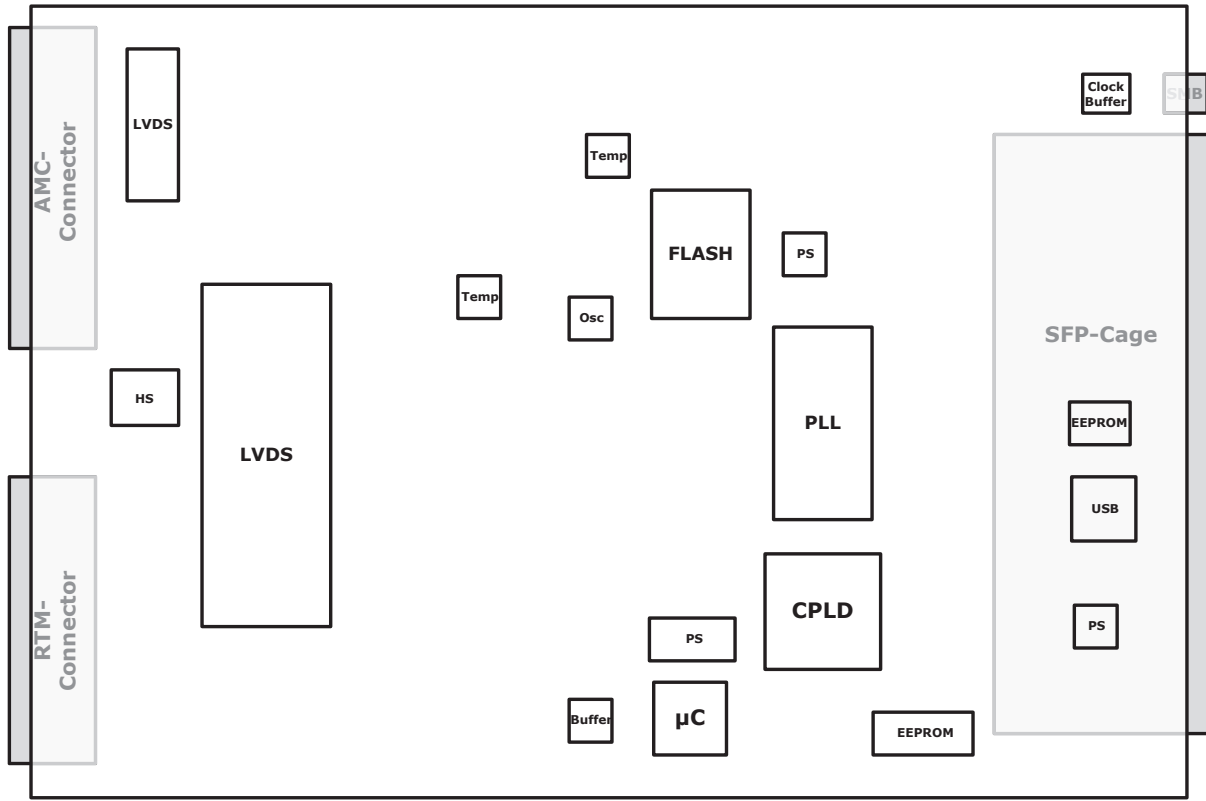 Clock
Buffer
SMB
LVDS
AMC-
Connector
Temp
FLASH
PS
Temp
Osc
SFP-Cage
HS
LVDS
PLL
EEPROM
USB
RTM-
Connector
CPLD
PS
PS
Buffer
µC
EEPROM